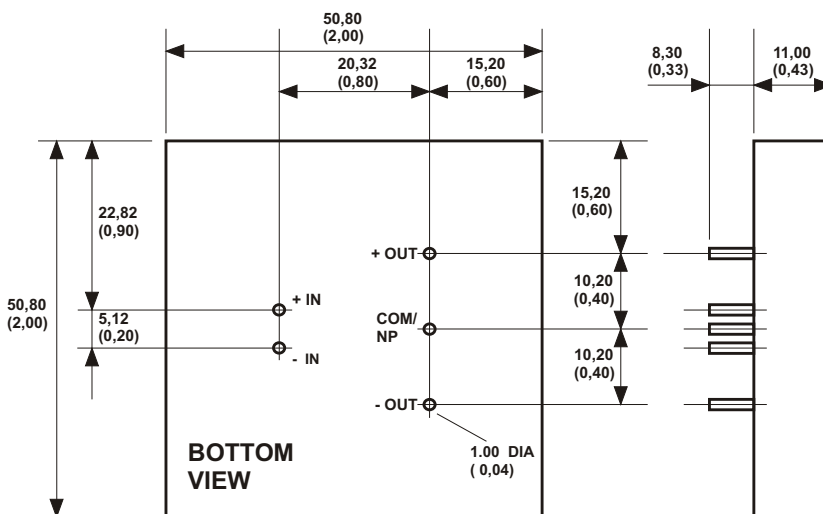 50,80
(2,00)
20,32
(0,80)
15,20
(0,60)
8,30
(0,33)
11,00
(0,43)
22,82
(0,90)
15,20
(0,60)
+ OUT
10,20
(0,40)
+ IN
COM/
NP
50,80
(2,00)
5,12
(0,20)
- IN
10,20
(0,40)
- OUT
BOTTOM
VIEW
1.00 DIA
( 0,04)